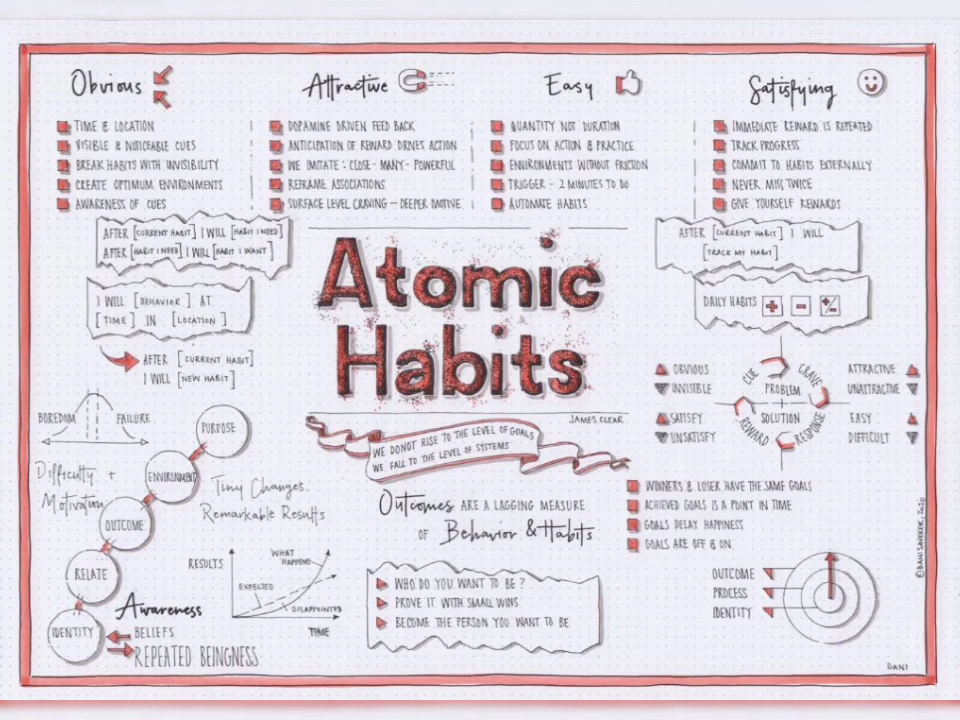 Obvious
TIME & LOCATION
VISIBLE & NOTICEABLE CUES
BREAK HABITS WITH INVISIBILITY
CREATE OPTIMUM ENVIRONMENTS
AWARENESS OF CUES
AFTER [CURRENT HABIT] I WILL [HABIT I NEED]
AFTER [HABIT I NEED] I WILL [HABIT I WANT]
I WILL [BEHAVIOR] AT
[TIME] IN [LOCATION]
AFTER [CURRENT HABIT]
I WILL [NEW HABIT]
Attractive
DOPAMINE DRIVEN FEED BACK
ANTICIPATION OF REWARD DRIVES ACTION
WE IMITATE : CLOSE - MANY - POWERFUL
REFRAME ASSOCIATIONS
SURFACE LEVEL CRAVING - DEEPER MOTIVE
Easy
QUANTITY NOT DURATION
FOCUS ON ACTION & PRACTICE
ENVIRONMENTS WITHOUT FRICTION
TRIGGER - 2 MINUTES TO DO
AUTOMATE HABITS
Satisfying
IMMEDIATE REWARD IS REPEATED
TRACK PROGRESS
COMMIT TO HABITS EXTERNALLY
NEVER MISS TWICE
GIVE YOURSELF REWARDS
AFTER [CURRENT HABIT] I WILL
[TRACK MY HABIT]
DAILY HABITS + - +/-
Atomic
Habits
JAMES CLEAR
WE DO NOT RISE TO THE LEVEL OF GOALS
WE FALL TO THE LEVEL OF SYSTEMS
OBVIOUS
INVISIBLE
SATISFY
UNSATISFY
CUE
CRAVE
PROBLEM
SOLUTION
REWARD
RESPONSE
ATTRACTIVE
UNATTRACTIVE
EASY
DIFFICULT
BOREDOM
FAILURE
Difficulty +
Motivation
PURPOSE
ENVIRONMENT
OUTCOME
RELATE
IDENTITY
Tiny Changes
Remarkable Results
Awareness
BELIEFS
REPEATED BEINGNESS
RESULTS
WHAT
HAPPENS
EXPECTED
DISAPPOINTED
TIME
Outcomes ARE A LAGGING MEASURE
OF Behavior & Habits
WHO DO YOU WANT TO BE ?
PROVE IT WITH SMALL WINS
BECOME THE PERSON YOU WANT TO BE
WINNERS & LOSER HAVE THE SAME GOALS
ACHIEVED GOALS IS A POINT IN TIME
GOALS DELAY HAPPINESS
GOALS ARE OFF & ON
OUTCOME
PROCESS
IDENTITY
© DANI SANEKER, 2020
DANI